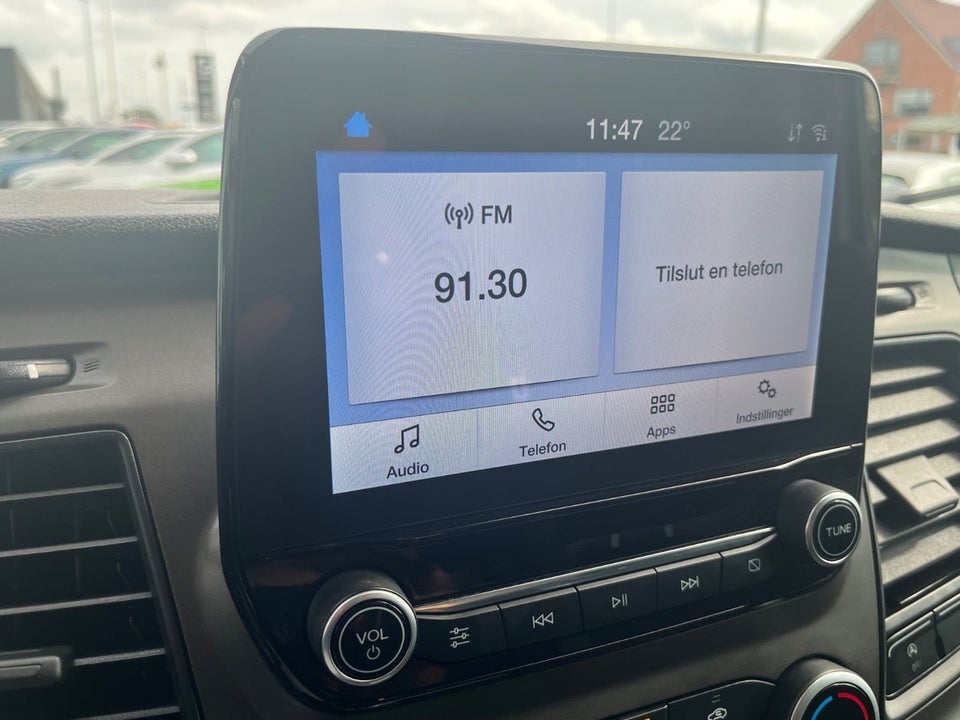 11:47 22°
FM
91.30
Tilslut en telefon
Audio
Telefon
Apps
Indstillinger
TUNE
VOL